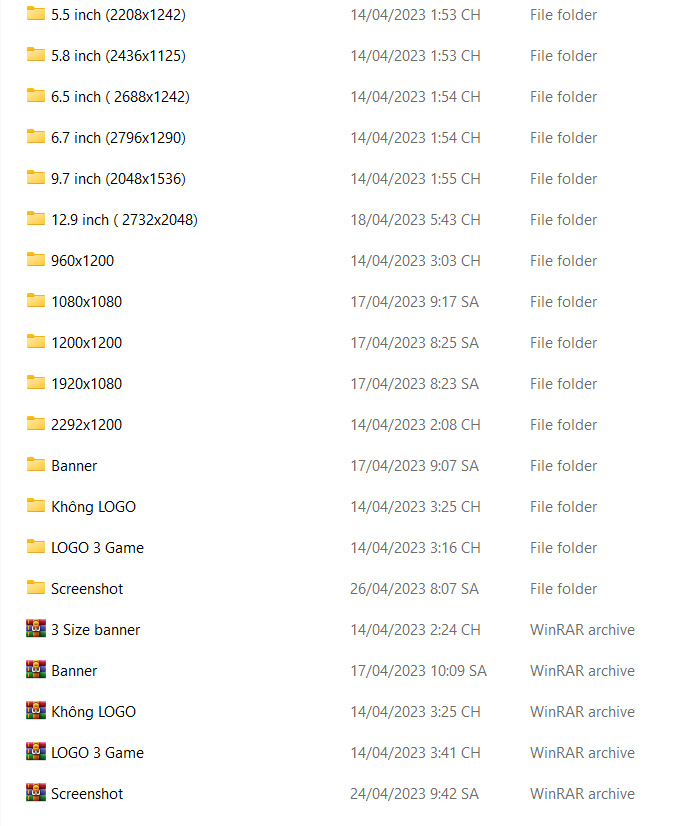 5.5 inch (2208x1242) 14/04/2023 1:53 CH File folder
5.8 inch (2436x1125) 14/04/2023 1:53 CH File folder
6.5 inch ( 2688x1242) 14/04/2023 1:54 CH File folder
6.7 inch (2796x1290) 14/04/2023 1:54 CH File folder
9.7 inch (2048x1536) 14/04/2023 1:55 CH File folder
12.9 inch ( 2732x2048) 18/04/2023 5:43 CH File folder
960x1200 14/04/2023 3:03 CH File folder
1080x1080 17/04/2023 9:17 SA File folder
1200x1200 17/04/2023 8:25 SA File folder
1920x1080 17/04/2023 8:23 SA File folder
2292x1200 14/04/2023 2:08 CH File folder
Banner 17/04/2023 9:07 SA File folder
Không LOGO 14/04/2023 3:25 CH File folder
LOGO 3 Game 14/04/2023 3:16 CH File folder
Screenshot 26/04/2023 8:07 SA File folder
3 Size banner 14/04/2023 2:24 CH WinRAR archive
Banner 17/04/2023 10:09 SA WinRAR archive
Không LOGO 14/04/2023 3:25 CH WinRAR archive
LOGO 3 Game 14/04/2023 3:41 CH WinRAR archive
Screenshot 24/04/2023 9:42 SA WinRAR archive